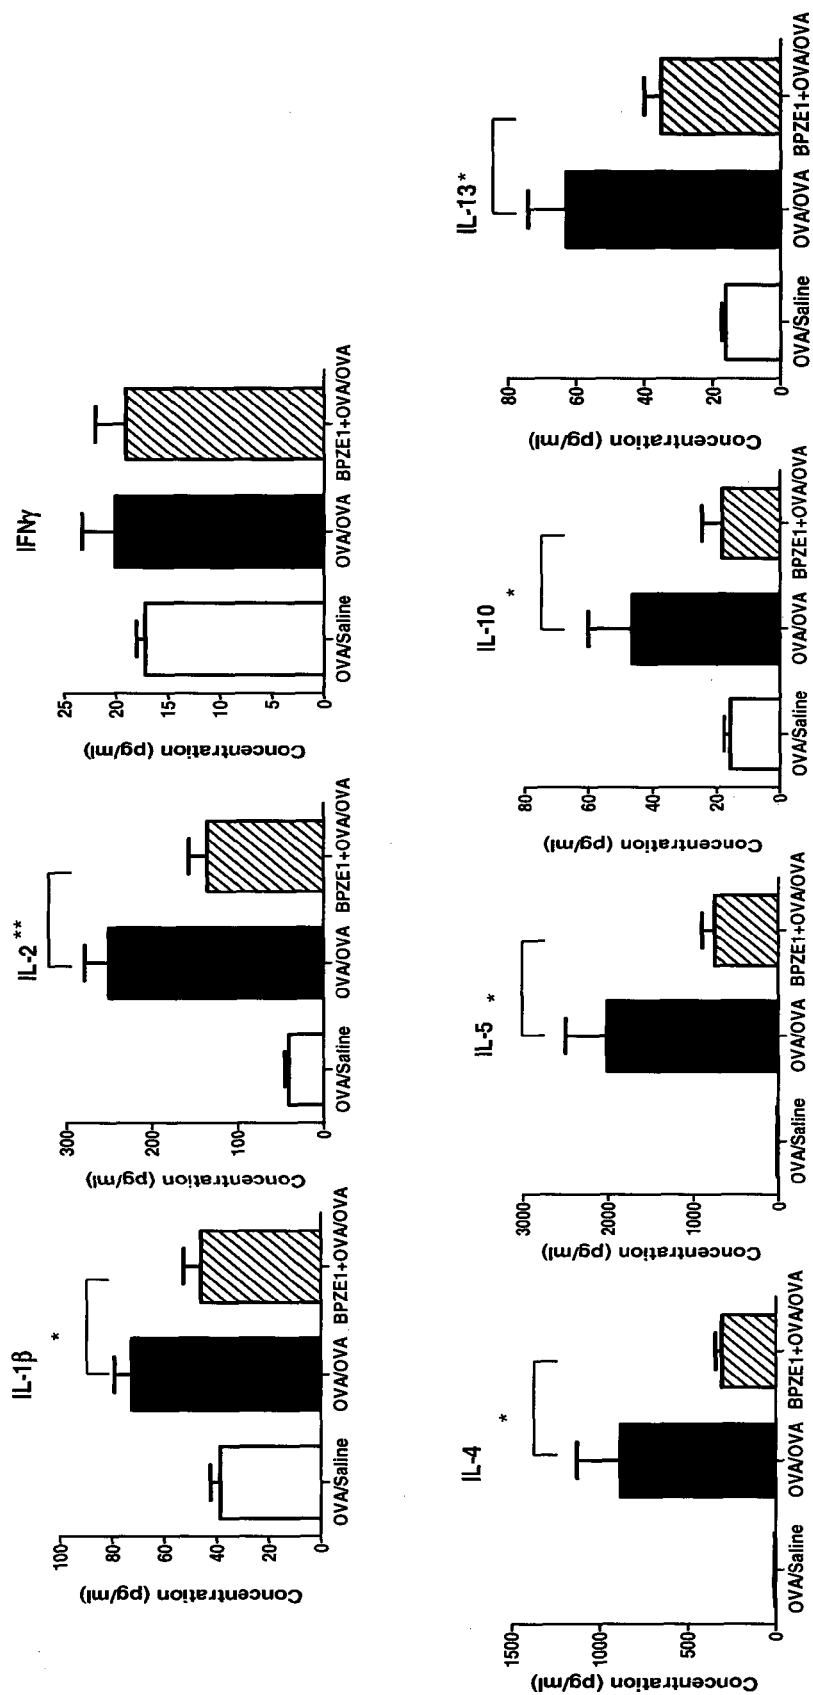 IL-1β
*
Concentration (pg/ml)
100
80
60
40
20
0
OVA/Saline
OVA/OVA
BPZE1+OVA/OVA
IL-2 **
Concentration (pg/ml)
300
200
100
0
OVA/Saline
OVA/OVA
BPZE1+OVA/OVA
IFNγ
Concentration (pg/ml)
25
20
15
10
5
0
OVA/Saline
OVA/OVA
BPZE1+OVA/OVA
IL-4
*
Concentration (pg/ml)
1500
1000
500
0
OVA/Saline
OVA/OVA
BPZE1+OVA/OVA
IL-5
*
Concentration (pg/ml)
3000
2000
1000
0
OVA/Saline
OVA/OVA
BPZE1+OVA/OVA
IL-10
*
Concentration (pg/ml)
80
60
40
20
0
OVA/Saline
OVA/OVA
BPZE1+OVA/OVA
IL-13*
Concentration (pg/ml)
80
60
40
20
0
OVA/Saline
OVA/OVA
BPZE1+OVA/OVA